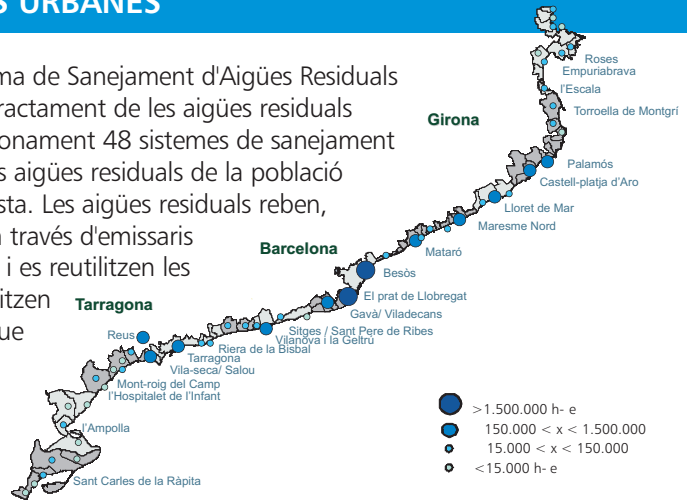 S URBANES
ma de Sanejament d'Aigües Residuals
ractament de les aigües residuals
onament 48 sistemes de sanejament
s aigües residuals de la població
sta. Les aigües residuals reben,
través d'emissaris
i es reutilitzen les
itzen
ue
Girona
Barcelona
Tarragona
Roses
Empuriabrava
l'Escala
Torroella de Montgrí
Palamós
Castell-platja d'Aro
Lloret de Mar
Maresme Nord
Mataró
Besòs
El prat de Llobregat
Gavà/ Viladecans
Sitges / Sant Pere de Ribes
Vilanova i la Geltrú
Riera de la Bisbal
Reus
Tarragona
Vila-seca/ Salou
Mont-roig del Camp
l'Hospitalet de l'Infant
l'Ampolla
Sant Carles de la Ràpita
>1.500.000 h- e
150.000 < x < 1.500.000
15.000 < x < 150.000
<15.000 h- e